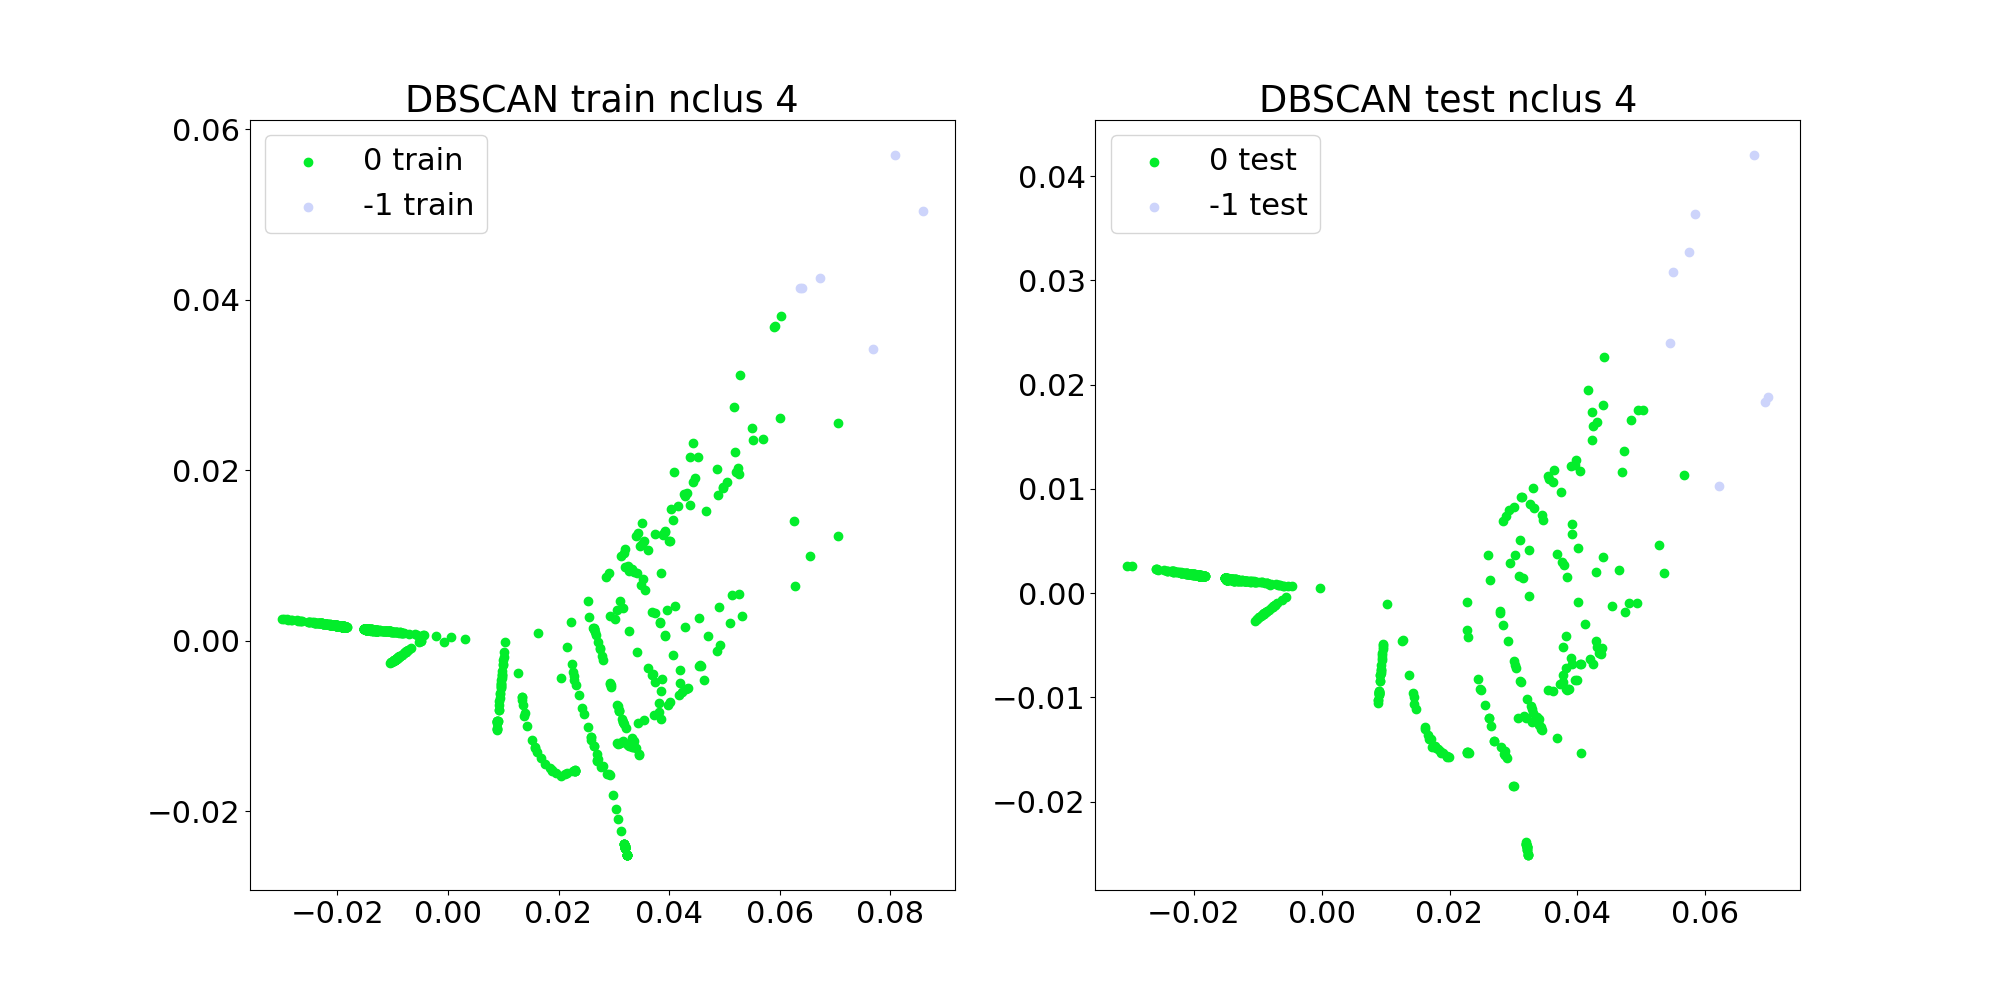 DBSCAN train nclus 4
0 train
-1 train
0.06
0.04
0.02
0.00
−0.02
−0.02 0.00 0.02 0.04 0.06 0.08
DBSCAN test nclus 4
0 test
-1 test
0.04
0.03
0.02
0.01
0.00
−0.01
−0.02
−0.02 0.00 0.02 0.04 0.06